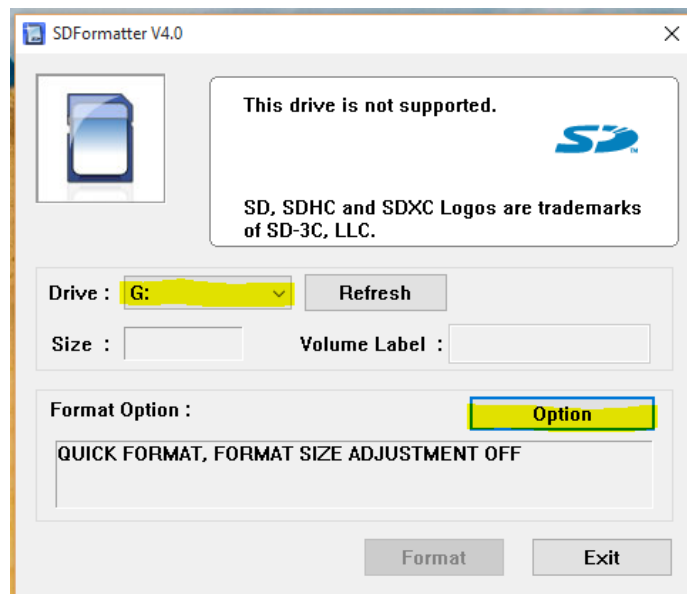 SDFormatter V4.0
This drive is not supported.
SD
TM
SD, SDHC and SDXC Logos are trademarks
of SD-3C, LLC.
Drive : G:
Refresh
Size :
Volume Label :
Format Option :
Option
QUICK FORMAT, FORMAT SIZE ADJUSTMENT OFF
Format
Exit